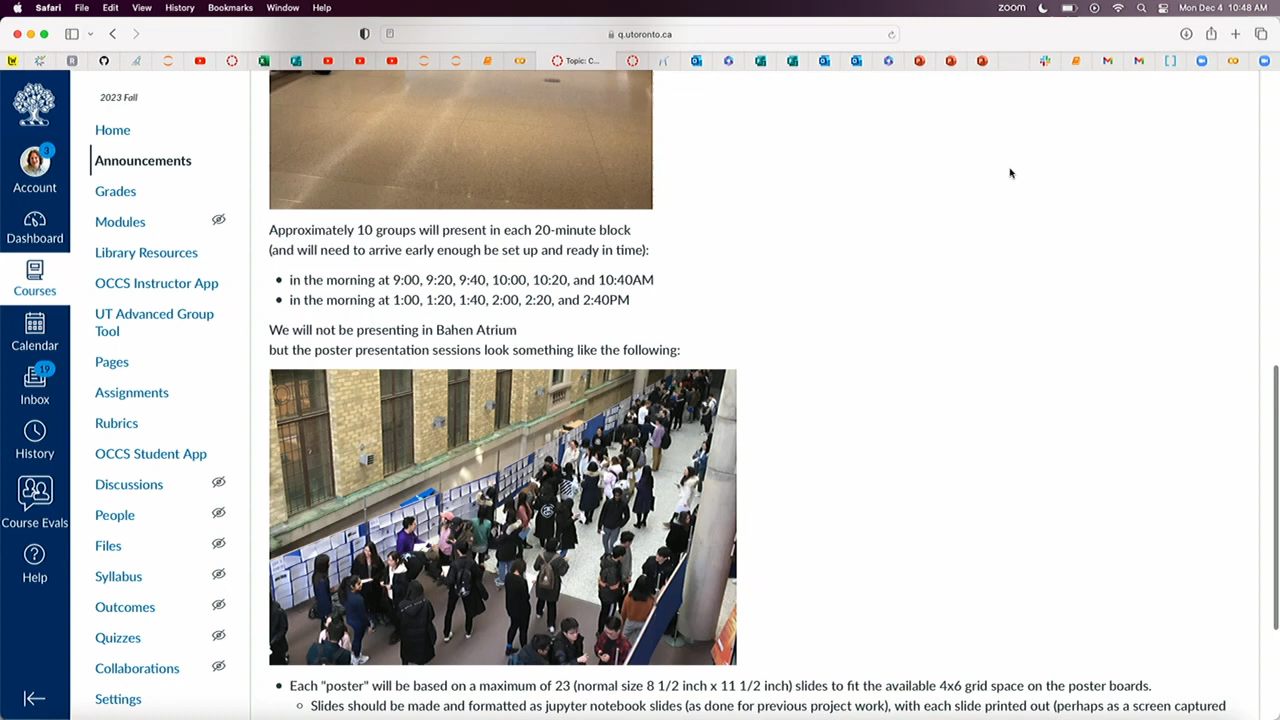 Safari File Edit View History Bookmarks Window Help
zoom Mon Dec 4 10:48 AM
q.utoronto.ca
Topic: C...
2023 Fall
Home
Announcements
Grades
Modules
Library Resources
OCCS Instructor App
UT Advanced Group
Tool
Pages
Assignments
Rubrics
OCCS Student App
Discussions
People
Files
Syllabus
Outcomes
Quizzes
Collaborations
Settings
3
Account
Dashboard
Courses
Calendar
19
Inbox
History
Course Evals
Help
Approximately 10 groups will present in each 20-minute block
(and will need to arrive early enough be set up and ready in time):
• in the morning at 9:00, 9:20, 9:40, 10:00, 10:20, and 10:40AM
• in the morning at 1:00, 1:20, 1:40, 2:00, 2:20, and 2:40PM
We will not be presenting in Bahen Atrium
but the poster presentation sessions look something like the following:
• Each "poster" will be based on a maximum of 23 (normal size 8 1/2 inch x 11 1/2 inch) slides to fit the available 4x6 grid space on the poster boards.
◦ Slides should be made and formatted as jupyter notebook slides (as done for previous project work), with each slide printed out (perhaps as a screen captured